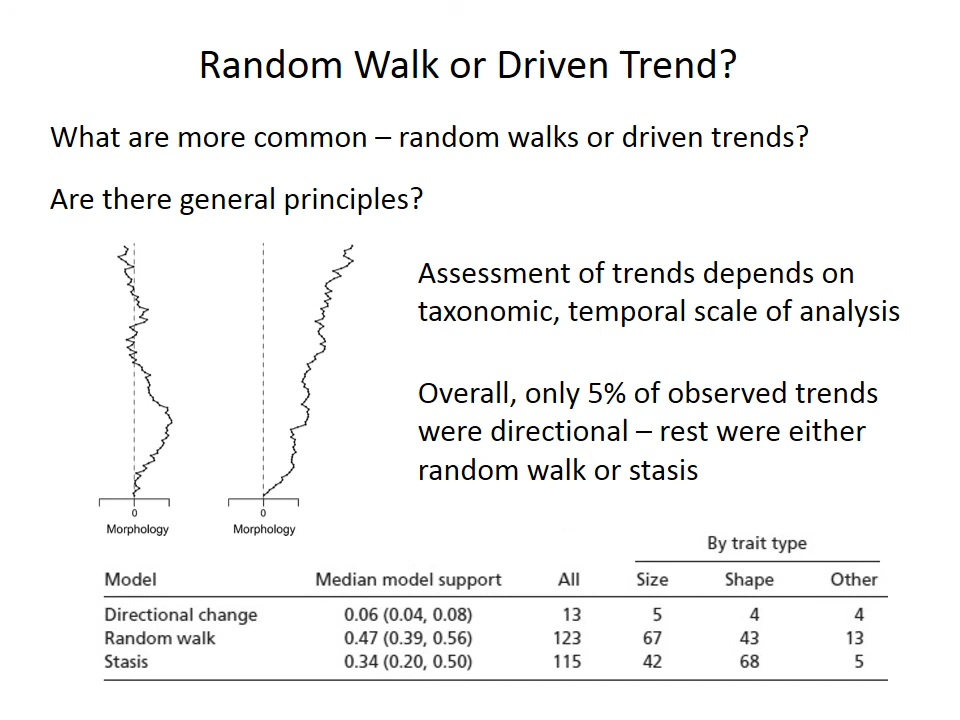 Random Walk or Driven Trend?
What are more common – random walks or driven trends?
Are there general principles?
Assessment of trends depends on
taxonomic, temporal scale of analysis
Overall, only 5% of observed trends
were directional – rest were either
random walk or stasis
0
Morphology
0
Morphology
By trait type
Model Median model support All Size Shape Other
Directional change 0.06 (0.04, 0.08) 13 5 4 4
Random walk 0.47 (0.39, 0.56) 123 67 43 13
Stasis 0.34 (0.20, 0.50) 115 42 68 5